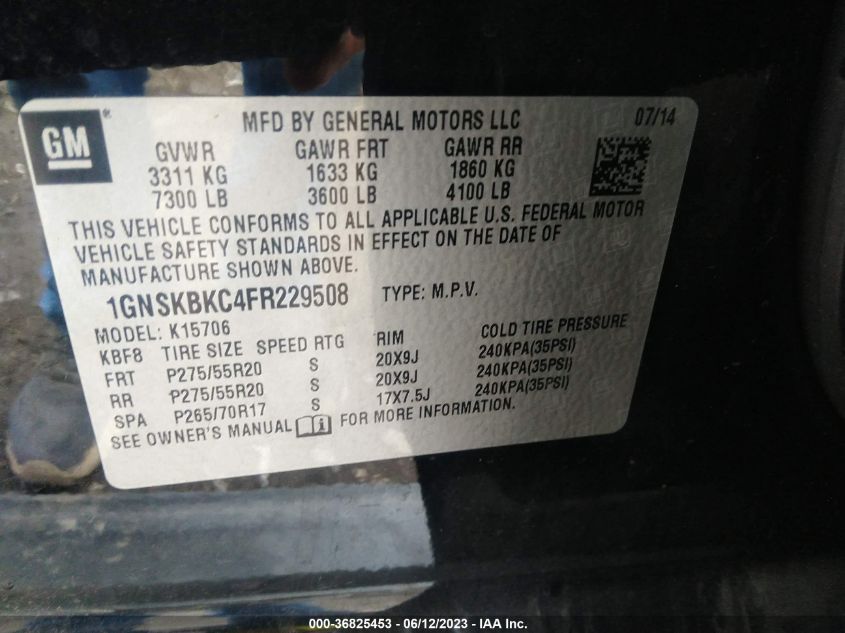 GM ®
MFD BY GENERAL MOTORS LLC 07/14
GVWR GAWR FRT GAWR RR
3311 KG 1633 KG 1860 KG
7300 LB 3600 LB 4100 LB
THIS VEHICLE CONFORMS TO ALL APPLICABLE U.S. FEDERAL MOTOR
VEHICLE SAFETY STANDARDS IN EFFECT ON THE DATE OF
MANUFACTURE SHOWN ABOVE.
1GNSKBKC4FR229508 TYPE: M.P.V.
MODEL: K15706
KBF8 TIRE SIZE SPEED RTG RIM COLD TIRE PRESSURE
FRT P275/55R20 S 20X9J 240KPA(35PSI)
RR P275/55R20 S 20X9J 240KPA(35PSI)
SPA P265/70R17 S 17X7.5J 240KPA(35PSI)
SEE OWNER'S MANUAL FOR MORE INFORMATION.
000-36825453 - 06/12/2023 - IAA Inc.